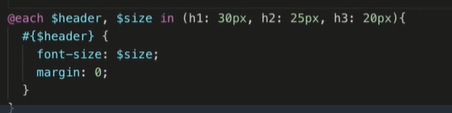 @each $header, $size in (h1: 30px, h2: 25px, h3: 20px){
#{$header} {
font-size: $size;
margin: 0;
}
}